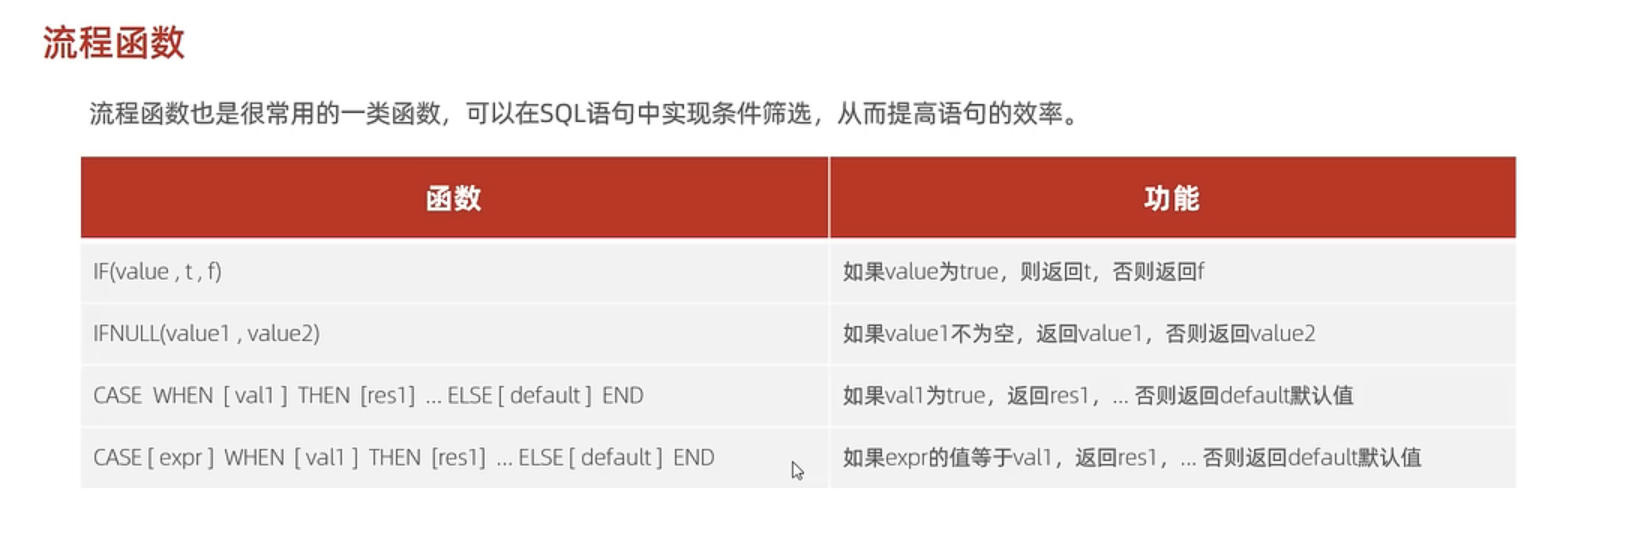 流程函数
流程函数也是很常用的一类函数，可以在SQL语句中实现条件筛选，从而提高语句的效率。
函数 功能
IF(value , t , f) 如果value为true，则返回t，否则返回f
IFNULL(value1 , value2) 如果value1不为空，返回value1，否则返回value2
CASE WHEN [ val1 ] THEN [res1] ... ELSE [ default ] END 如果val1为true，返回res1，... 否则返回default默认值
CASE [ expr ] WHEN [ val1 ] THEN [res1] ... ELSE [ default ] END 如果expr的值等于val1，返回res1，... 否则返回default默认值